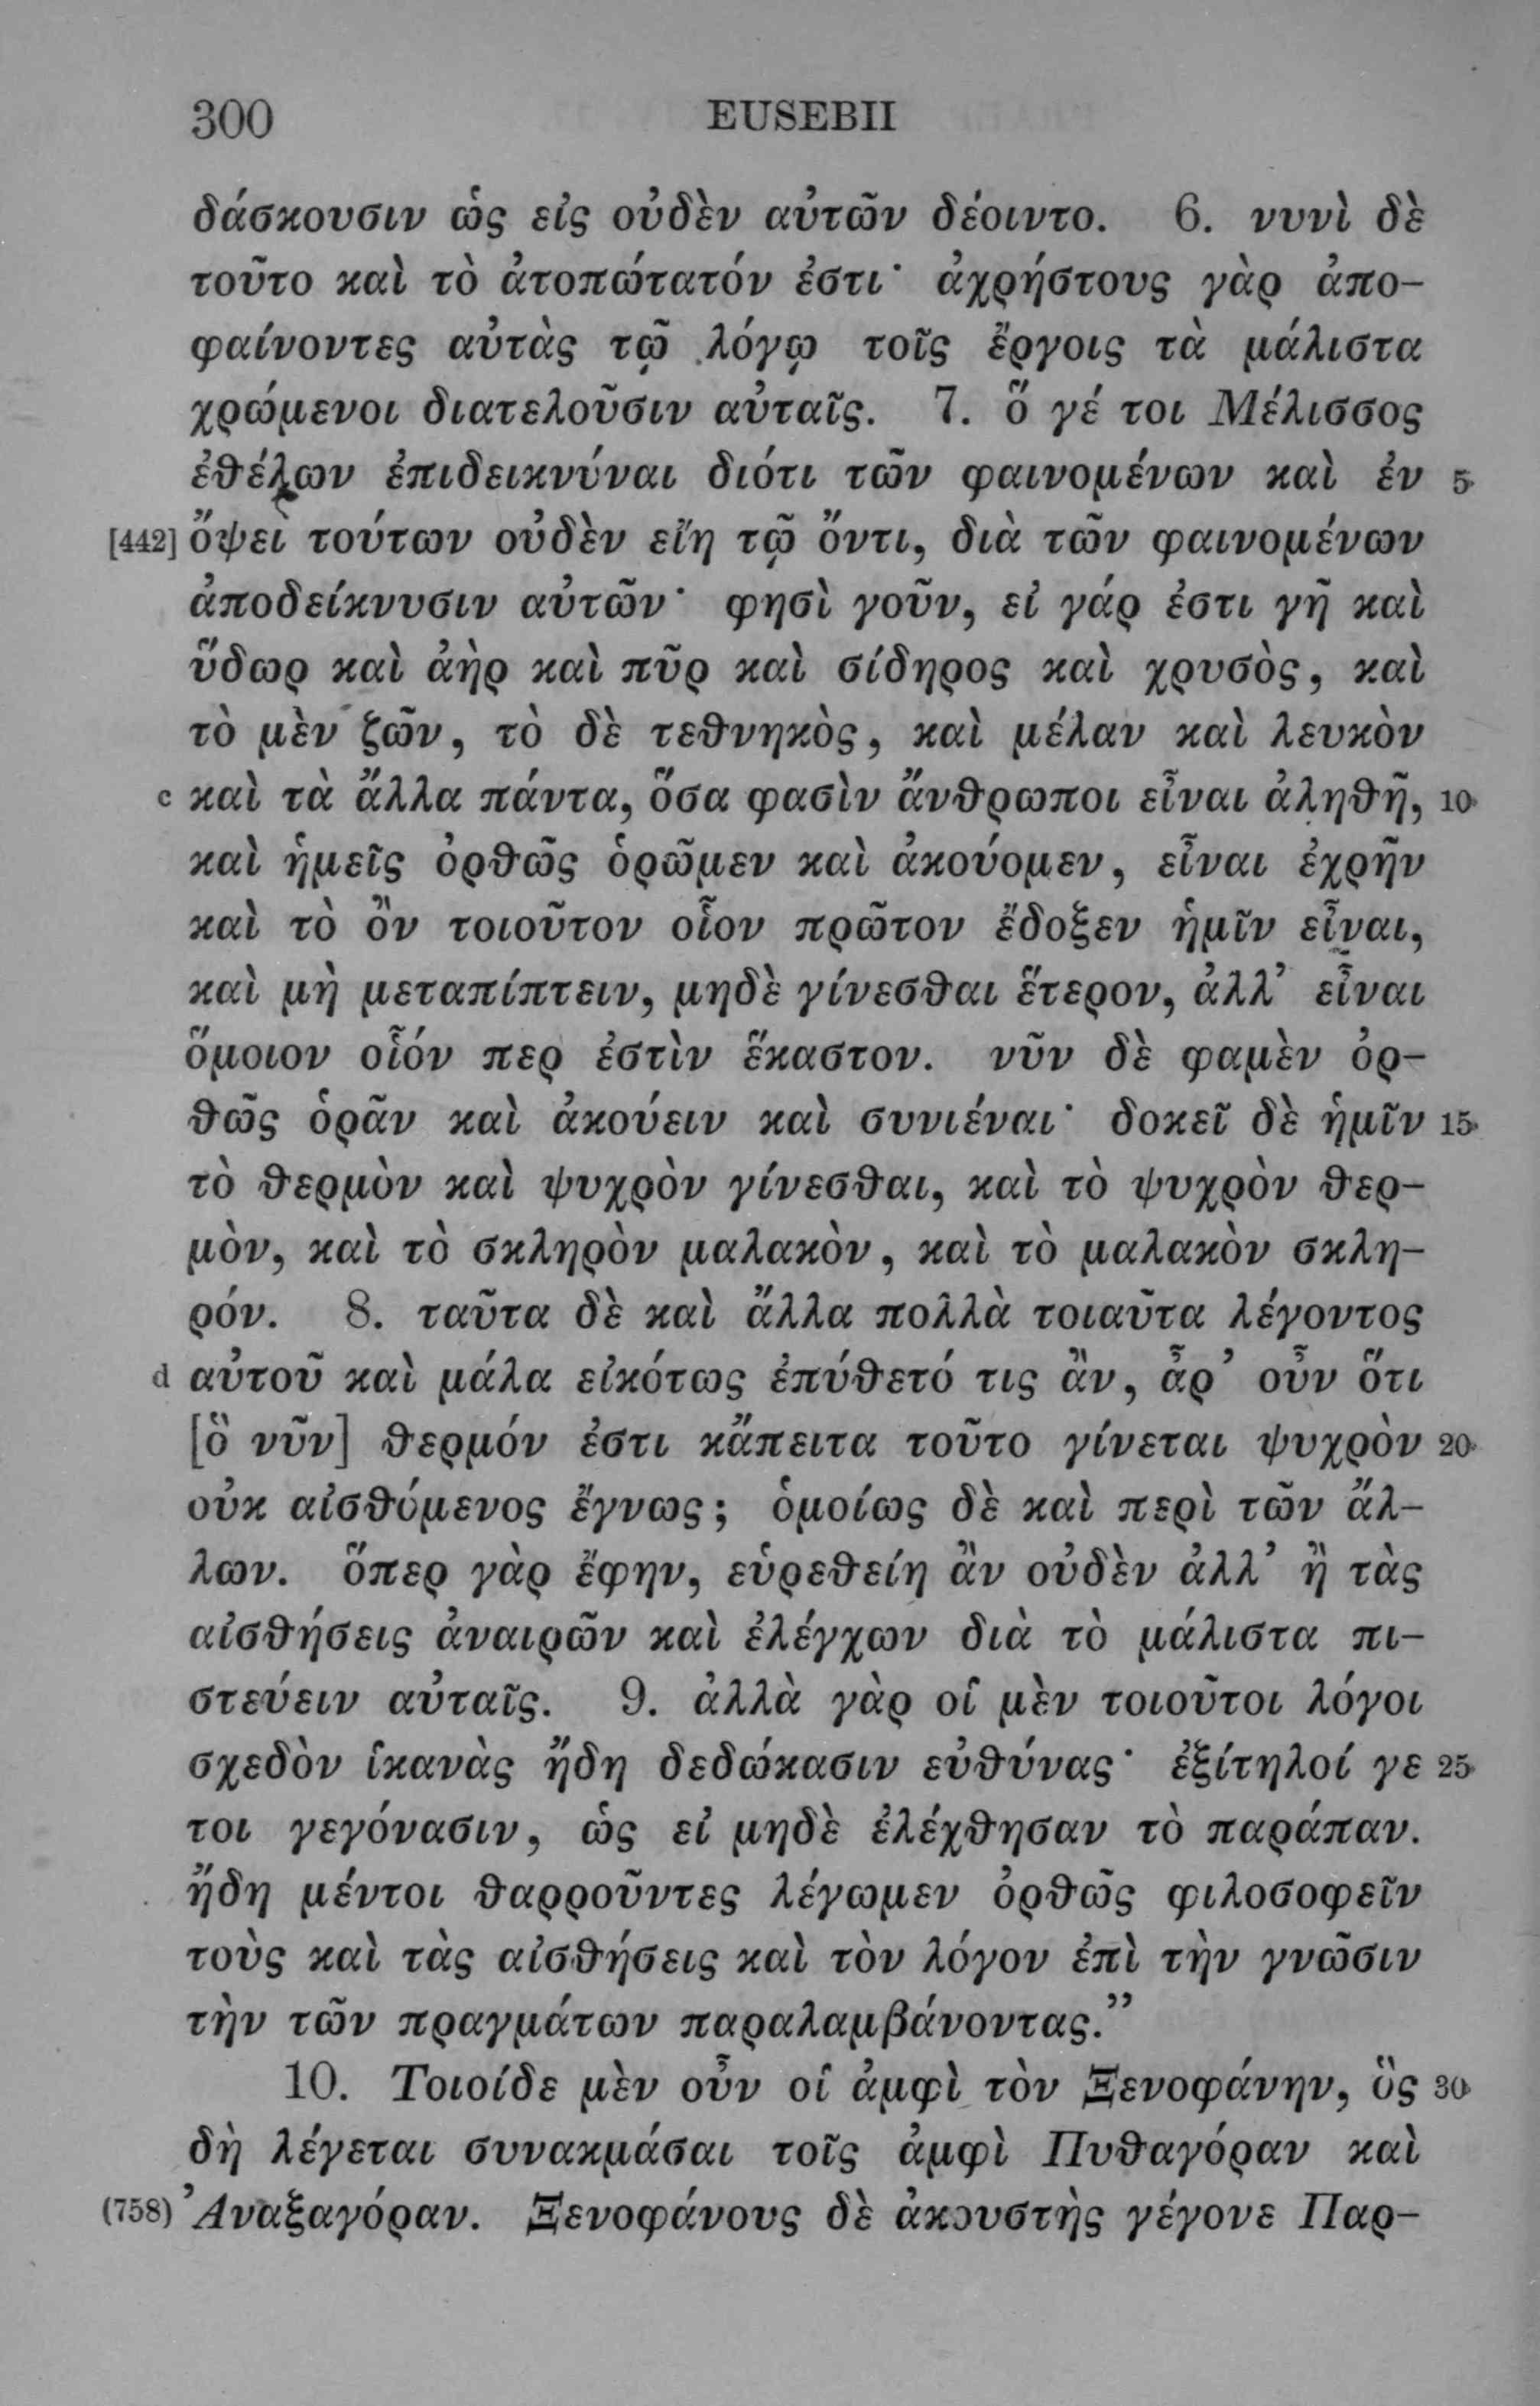 300 EUSEBII
δάσκουσιν ὡς εἰς οὐδὲν αὐτῶν δέοιντο. 6. νυνὶ δὲ
τοῦτο καὶ τὸ ἀτοπώτατόν ἐστι· ἀχρήστους γὰρ ἀπο-
φαίνοντες αὐτὰς τῷ λόγῳ τοῖς ἔργοις τὰ μάλιστα
χρώμενοι διατελοῦσιν αὐταῖς. 7. ὅ γέ τοι Μέλισσος
ἐθέλων ἐπιδεικνύναι διότι τῶν φαινομένων καὶ ἐν 5
[442] ὄψει τούτων οὐδὲν εἴη τῷ ὄντι, διὰ τῶν φαινομένων
ἀποδείκνυσιν αὐτῶν· φησὶ γοῦν, εἰ γάρ ἐστι γῆ καὶ
ὕδωρ καὶ ἀὴρ καὶ πῦρ καὶ σίδηρος καὶ χρυσὸς, καὶ
τὸ μὲν ζῶν, τὸ δὲ τεθνηκὸς, καὶ μέλαν καὶ λευκὸν
c καὶ τὰ ἄλλα πάντα, ὅσα φασὶν ἄνθρωποι εἶναι ἀληθῆ, 10
καὶ ἡμεῖς ὀρθῶς ὁρῶμεν καὶ ἀκούομεν, εἶναι ἐχρῆν
καὶ τὸ ὂν τοιοῦτον οἷον πρῶτον ἔδοξεν ἡμῖν εἶναι,
καὶ μὴ μεταπίπτειν, μηδὲ γίνεσθαι ἕτερον, ἀλλ’ εἶναι
ὅμοιον οἷόν περ ἐστὶν ἕκαστον. νῦν δὲ φαμὲν ὀρ-
θῶς ὁρᾶν καὶ ἀκούειν καὶ συνιέναι· δοκεῖ δὲ ἡμῖν 15
τὸ θερμὸν καὶ ψυχρὸν γίνεσθαι, καὶ τὸ ψυχρὸν θερ-
μὸν, καὶ τὸ σκληρὸν μαλακὸν, καὶ τὸ μαλακὸν σκλη-
ρόν. 8. ταῦτα δὲ καὶ ἄλλα πολλὰ τοιαῦτα λέγοντος
d αὐτοῦ καὶ μάλα εἰκότως ἐπύθετό τις ἂν, ἆρ’ οὖν ὅτι
[ὃ νῦν] θερμόν ἐστι κἄπειτα τοῦτο γίνεται ψυχρὸν 20
οὐκ αἰσθόμενος ἔγνως; ὁμοίως δὲ καὶ περὶ τῶν ἄλ-
λων. ὅπερ γὰρ ἔφην, εὑρεθείη ἂν οὐδὲν ἀλλ’ ἢ τὰς
αἰσθήσεις ἀναιρῶν καὶ ἐλέγχων διὰ τὸ μάλιστα πι-
στεύειν αὐταῖς. 9. ἀλλὰ γὰρ οἱ μὲν τοιοῦτοι λόγοι
σχεδὸν ἱκανὰς ἤδη δεδώκασιν εὐθύνας· ἐξίτηλοί γε 25
τοι γεγόνασιν, ὡς εἰ μηδὲ ἐλέχθησαν τὸ παράπαν.
ἤδη μέντοι θαρροῦντες λέγωμεν ὀρθῶς φιλοσοφεῖν
τοὺς καὶ τὰς αἰσθήσεις καὶ τὸν λόγον ἐπὶ τὴν γνῶσιν
τὴν τῶν πραγμάτων παραλαμβάνοντας.”
10. Τοιοίδε μὲν οὖν οἱ ἀμφὶ τὸν Ξενοφάνην, ὃς 30
δὴ λέγεται συνακμάσαι τοῖς ἀμφὶ Πυθαγόραν καὶ
(758) Ἀναξαγόραν. Ξενοφάνους δὲ ἀκουστὴς γέγονε Παρ-